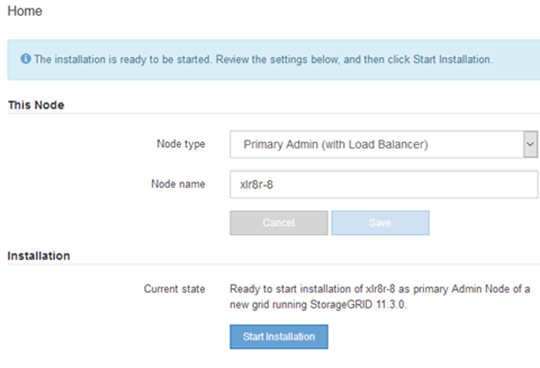 Home
The installation is ready to be started. Review the settings below, and then click Start Installation.
This Node
Node type
Primary Admin (with Load Balancer)
Node name
xlr8r-8
Cancel
Save
Installation
Current state
Ready to start installation of xlr8r-8 as primary Admin Node of a
new grid running StorageGRID 11.3.0.
Start Installation